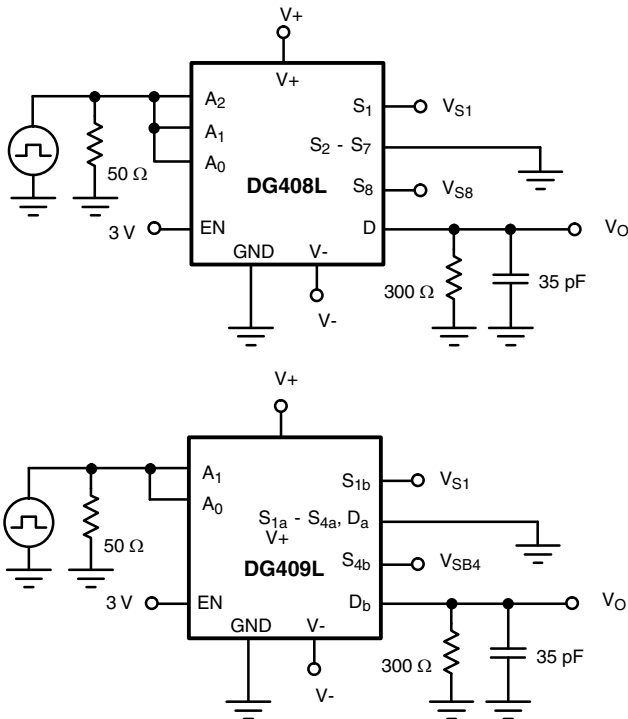 V+
V+
A2
S1
VS1
A1
S2 - S7
A0
50 Ω
DG408L
S8
VS8
3 V
EN
D
VO
GND
V-
300 Ω
35 pF
V-
V+
A1
S1b
VS1
A0
S1a - S4a, Da
V+
50 Ω
DG409L
S4b
VSB4
3 V
EN
Db
VO
GND
V-
300 Ω
35 pF
V-